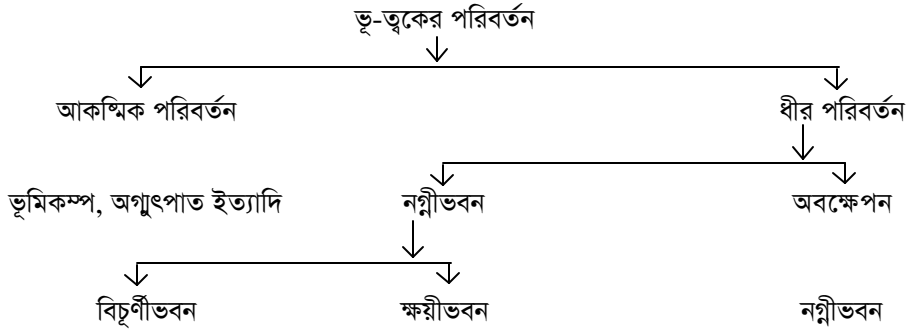 ভূ-ত্বকের পরিবর্তন
আকষ্মিক পরিবর্তন ধীর পরিবর্তন
ভূমিকম্প, অগ্ন্যুৎপাত ইত্যাদি নগ্নীভবন অবক্ষেপন
বিচূর্ণীভবন ক্ষয়ীভবন নগ্নীভবন